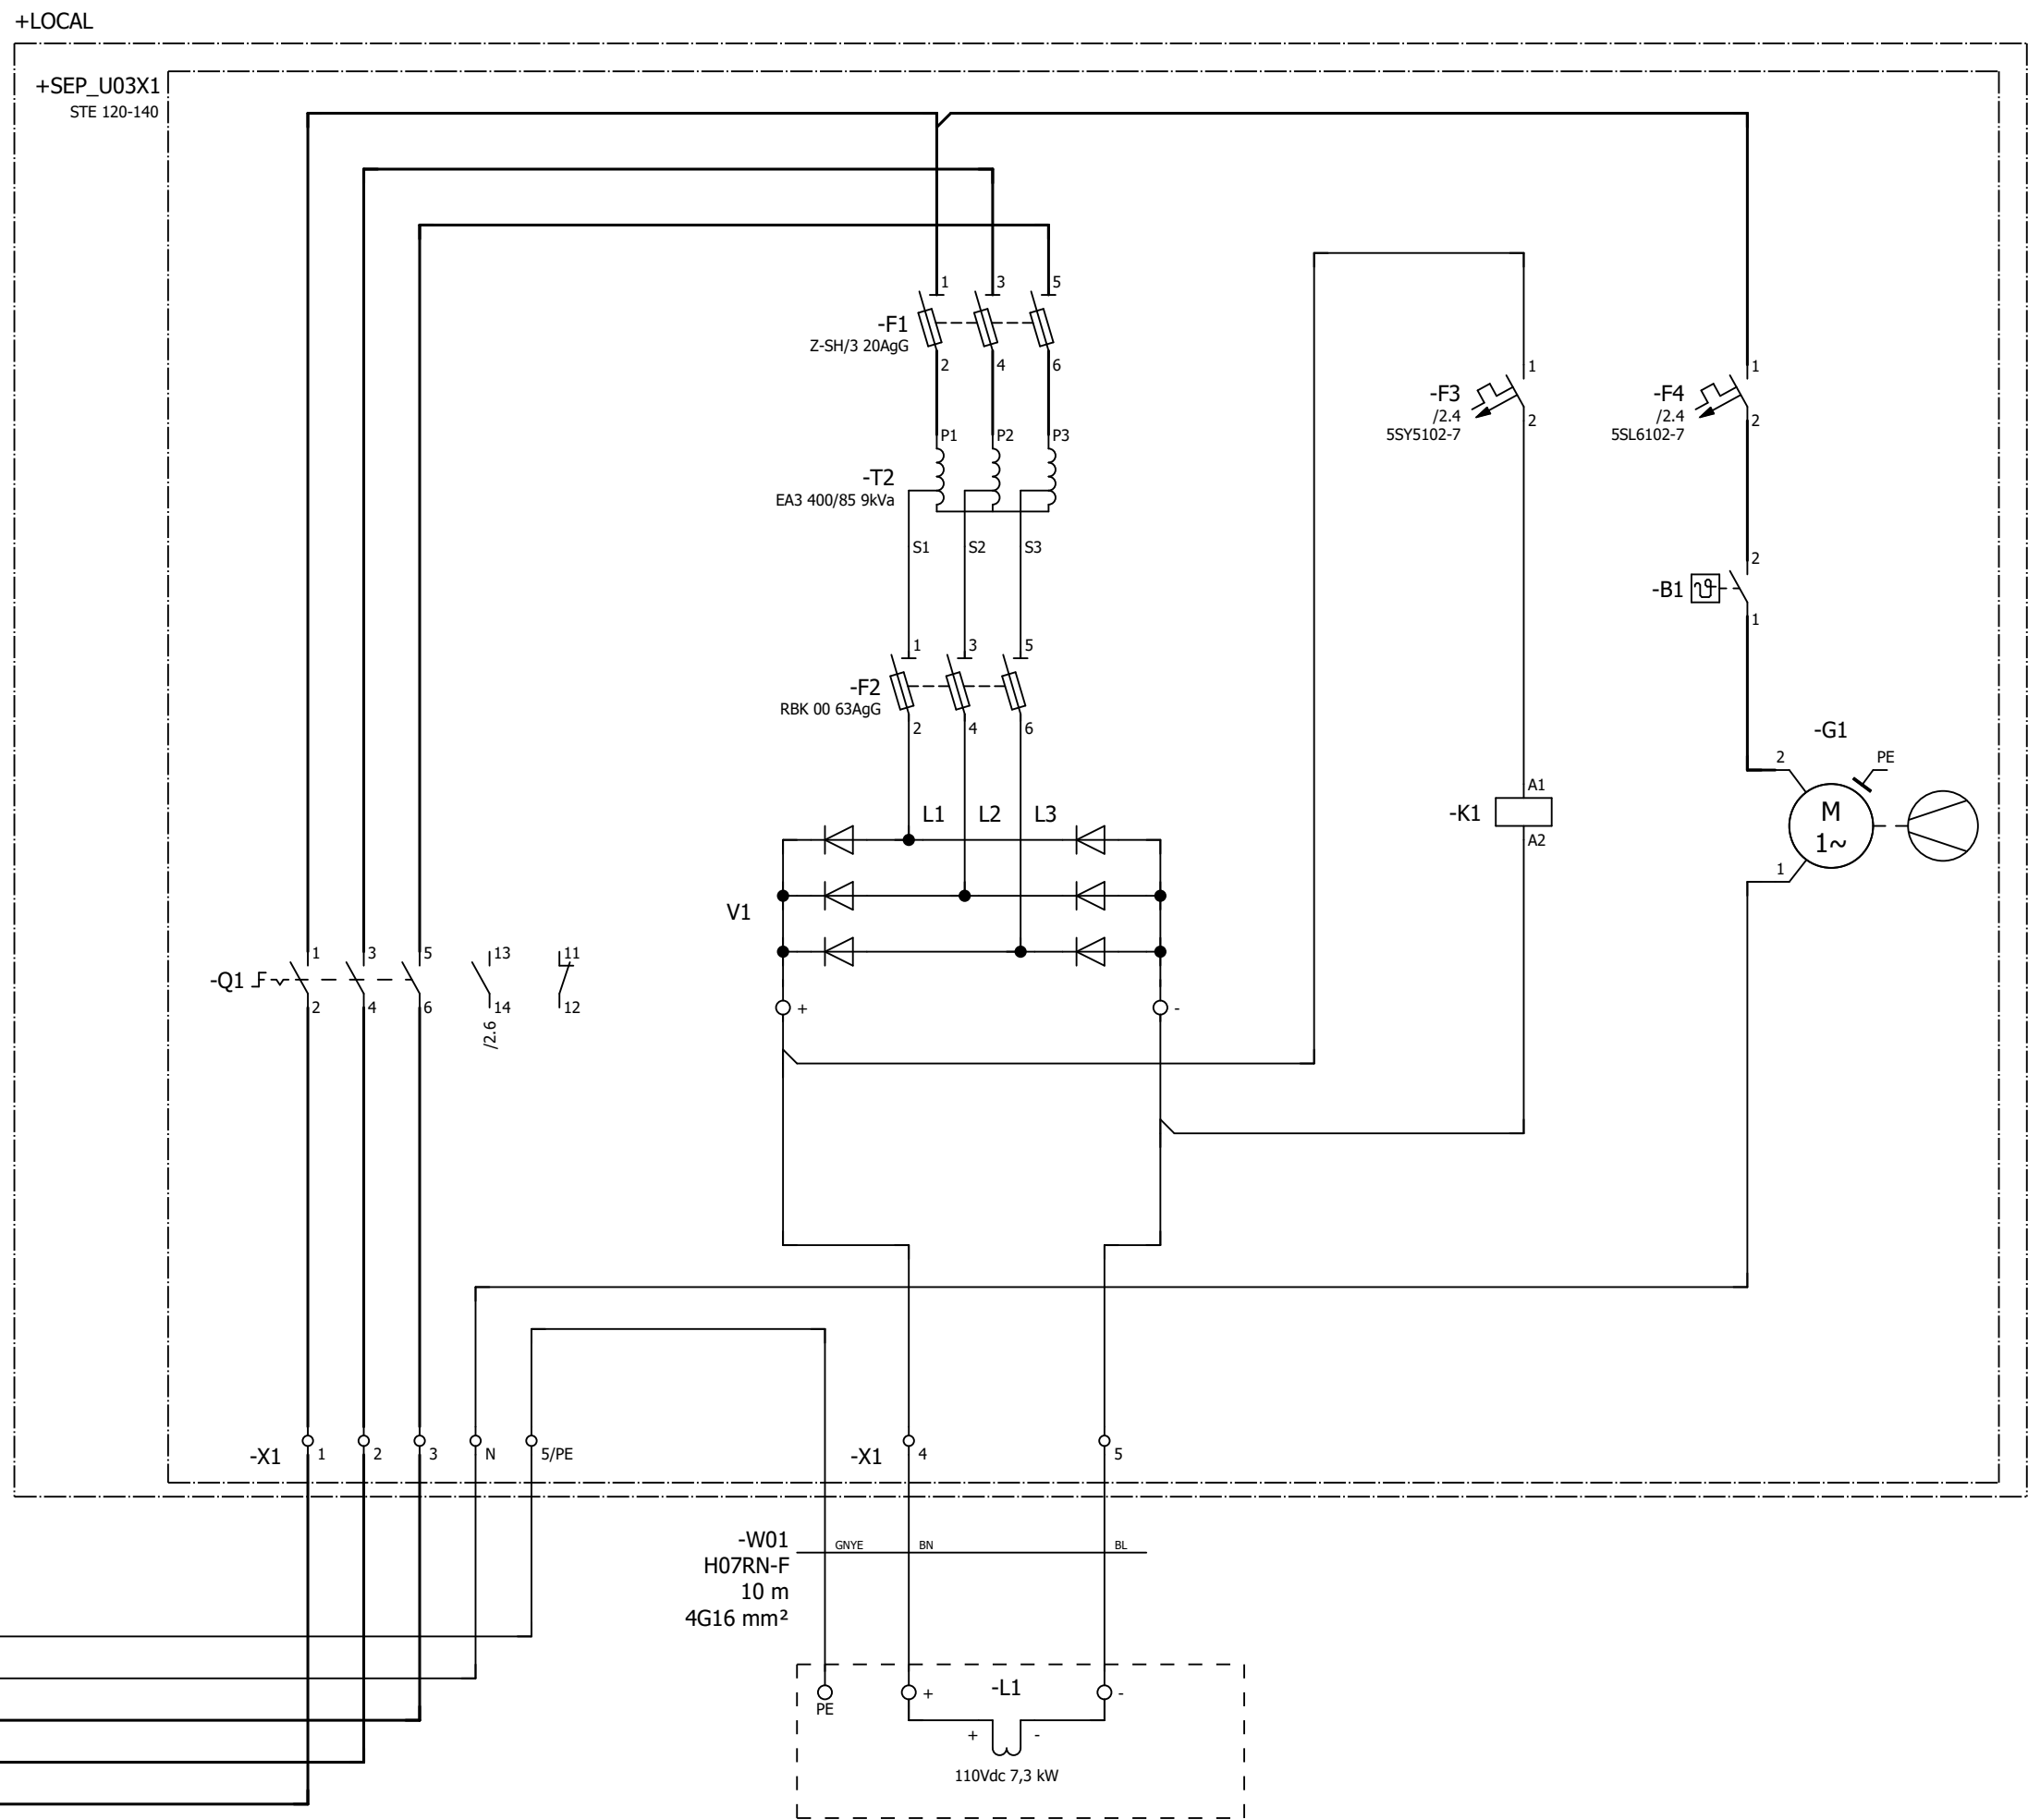 +LOCAL
+SEP_U03X1
STE 120-140
1 3 5
-F1
Z-SH/3 20AgG
2 4 6
P1 P2 P3
-T2
EA3 400/85 9kVa
S1 S2 S3
1 3 5
-F2
RBK 00 63AgG
2 4 6
1
-F3
/2.4
5SY5102-7
2
1
-F4
/2.4
5SL6102-7
2
2
-B1
1
-G1
2 PE
M
1~
1
A1
-K1
A2
L1 L2 L3
V1
+ -
1 3 5 13 11
-Q1
2 4 6 14 12
/2.6
-X1 1 2 3 N 5/PE
-X1 4 5
-W01
H07RN-F
10 m
4G16 mm²
GNYE BN BL
PE + -L1 -
+ -
110Vdc 7,3 kW